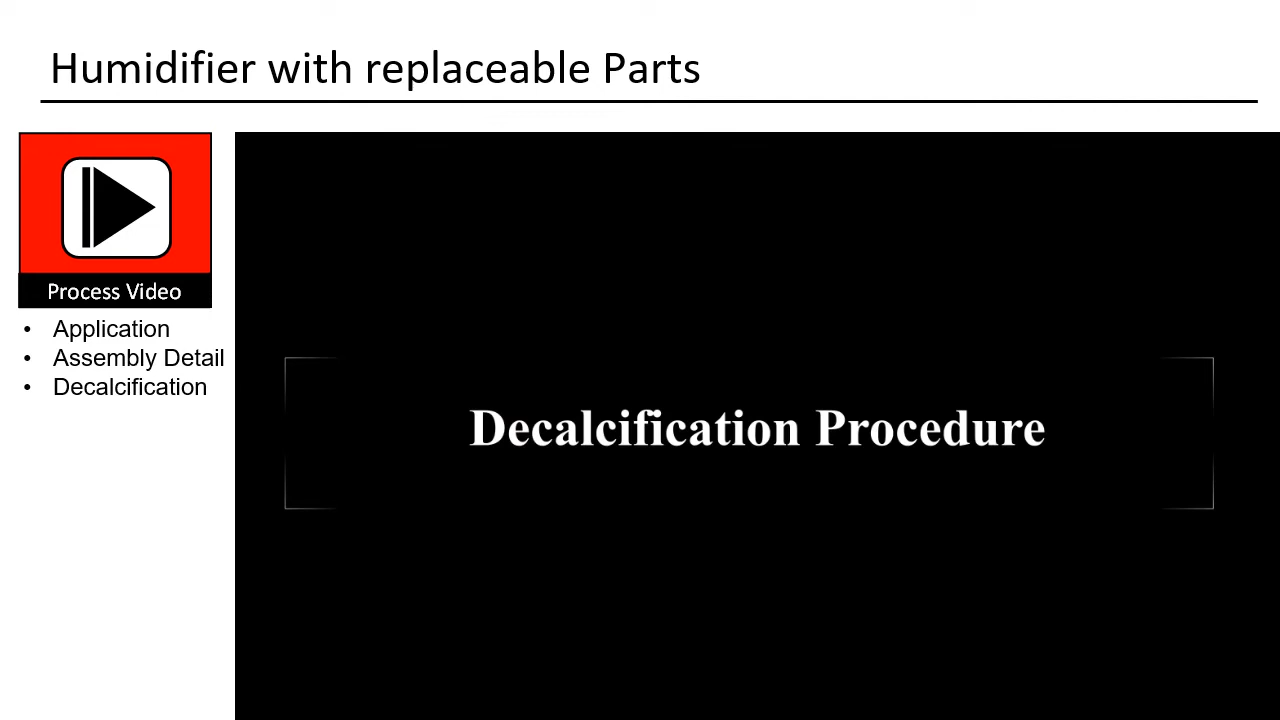 Humidifier with replaceable Parts
Process Video
• Application
• Assembly Detail
• Decalcification
Decalcification Procedure